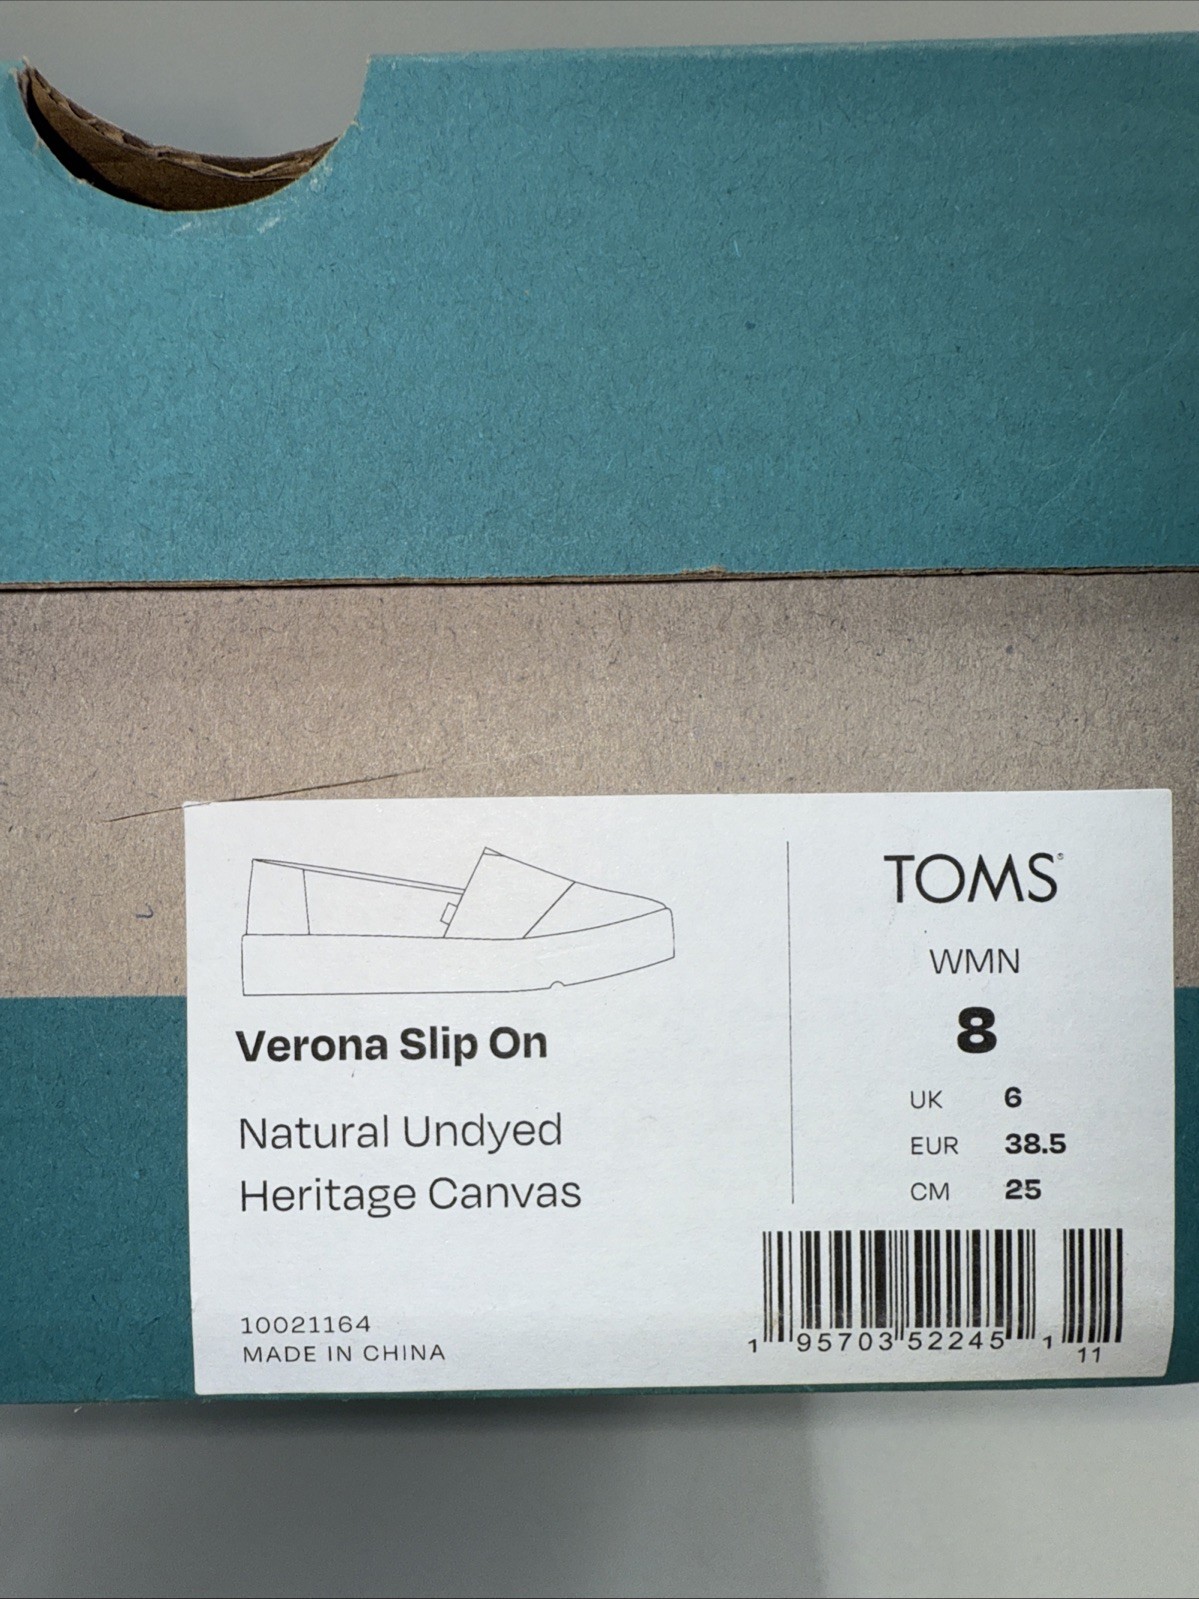 Verona Slip On
Natural Undyed
Heritage Canvas
10021164
MADE IN CHINA
TOMS®
WMN
8
UK 6
EUR 38.5
CM 25
1 95703 52245 1
11